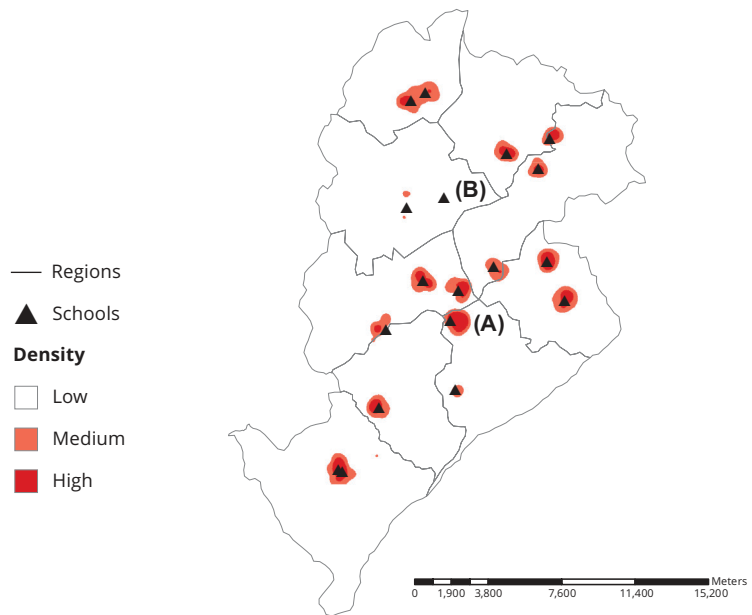 (B)
(A)
Regions
Schools
Density
Low
Medium
High
Meters
0 1,900 3,800 7,600 11,400 15,200